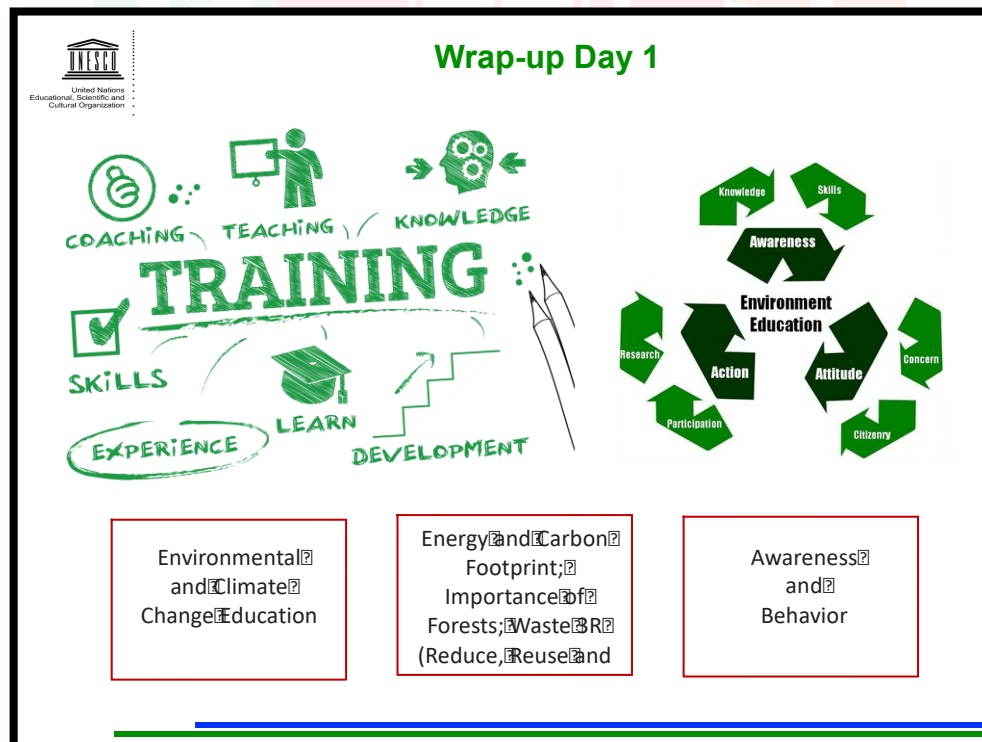 UNESCO
United Nations
Educational, Scientific and
Cultural Organization
Wrap-up Day 1
COACHiNG
TEACHiNG
KNOWLEDGE
TRAINING
SKiLLS
LEARN
EXPERiENCE
DEVELOPMENT
Knowledge
Skills
Awareness
Environment
Education
Research
Action
Attitude
Concern
Participation
Citizenry
Environmental⍰
and⍰Climate⍰
Change⍰Education
Energy⍰and⍰Carbon⍰
Footprint;⍰
Importance⍰of⍰
Forests;⍰Waste⍰3R⍰
(Reduce,⍰Reuse⍰and
Awareness⍰
and⍰
Behavior